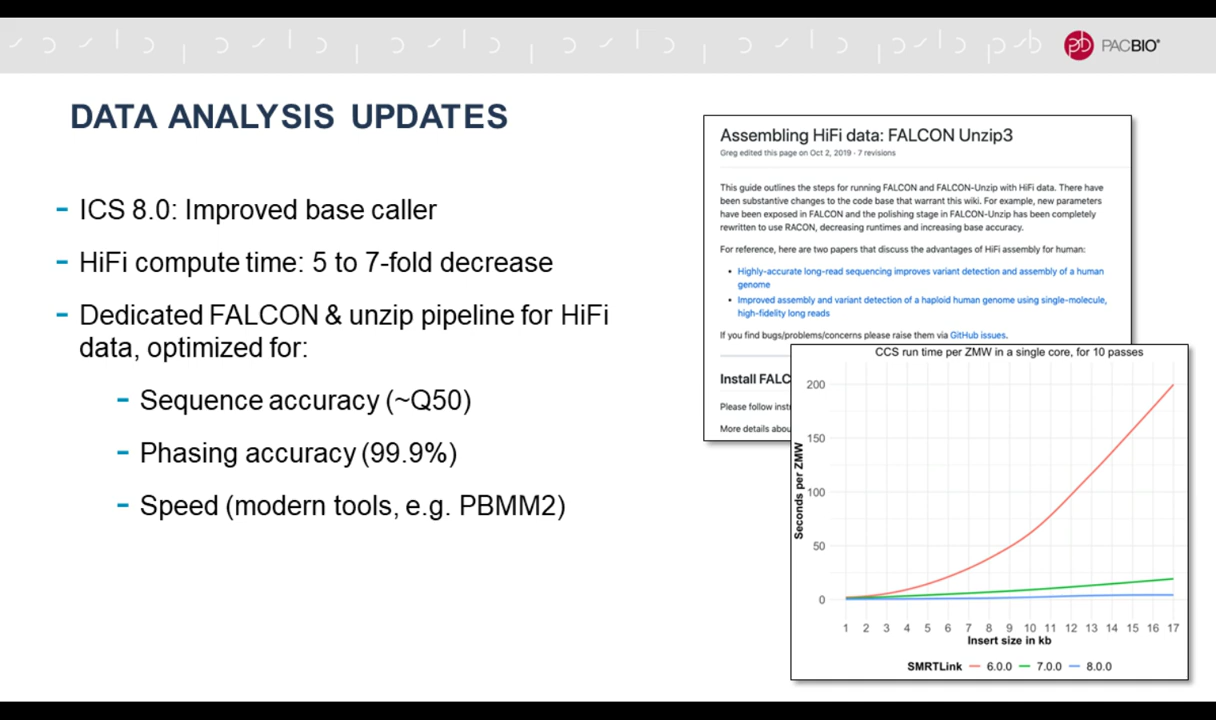 PACBIO®
DATA ANALYSIS UPDATES
- ICS 8.0: Improved base caller
- HiFi compute time: 5 to 7-fold decrease
- Dedicated FALCON & unzip pipeline for HiFi
data, optimized for:
- Sequence accuracy (~Q50)
- Phasing accuracy (99.9%)
- Speed (modern tools, e.g. PBMM2)
Assembling HiFi data: FALCON Unzip3
Greg edited this page on Oct 2, 2019 · 7 revisions
This guide outlines the steps for running FALCON and FALCON-Unzip with HiFi data. There have
been substantive changes to the code base that warrant this wiki. For example, new parameters
have been exposed in FALCON and the polishing stage in FALCON-Unzip has been completely
rewritten to use RACON, decreasing runtimes and increasing base accuracy.
For reference, here are two papers that discuss the advantages of HiFi assembly for human:
• Highly-accurate long-read sequencing improves variant detection and assembly of a human
genome
• Improved assembly and variant detection of a haploid human genome using single-molecule,
high-fidelity long reads
If you find bugs/problems/concerns please raise them via GitHub issues.
Install FALC
Please follow inst
More details abou
CCS run time per ZMW in a single core, for 10 passes
Seconds per ZMW
200
150
100
50
0
1 2 3 4 5 6 7 8 9 10 11 12 13 14 15 16 17
Insert size in kb
SMRTLink 6.0.0 7.0.0 8.0.0